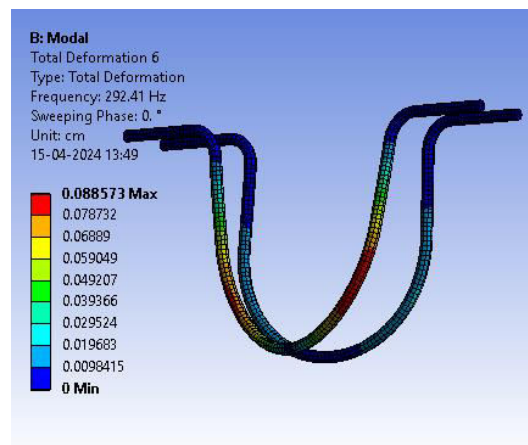 B: Modal
Total Deformation 6
Type: Total Deformation
Frequency: 292.41 Hz
Sweeping Phase: 0. °
Unit: cm
15-04-2024 13:49
0.088573 Max
0.078732
0.06889
0.059049
0.049207
0.039366
0.029524
0.019683
0.0098415
0 Min